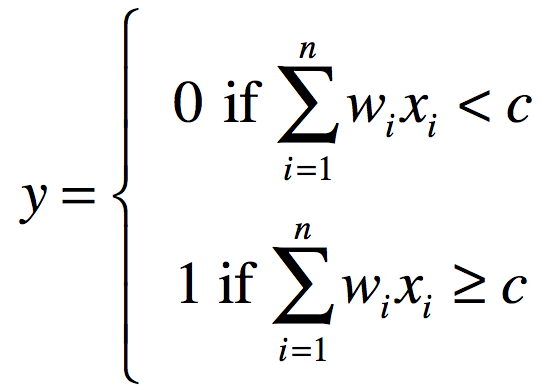 y = { 0 if ∑_{i=1}^{n} w_i x_i < c
1 if ∑_{i=1}^{n} w_i x_i ≥ c